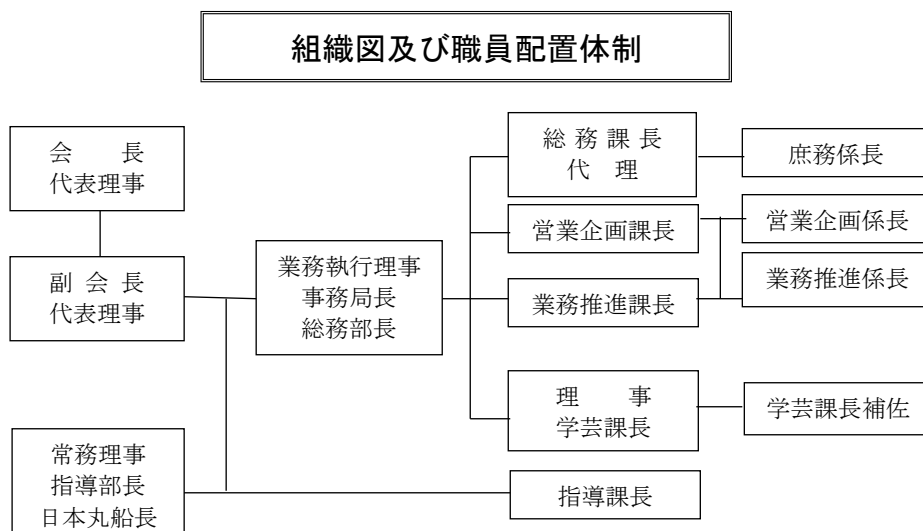 組織図及び職員配置体制
会　　長
代表理事
副 会 長
代表理事
常務理事
指導部長
日本丸船長
業務執行理事
事務局長
総務部長
総 務 課 長
代　理
営業企画課長
業務推進課長
理　　事
学芸課長
指導課長
庶務係長
営業企画係長
業務推進係長
学芸課長補佐